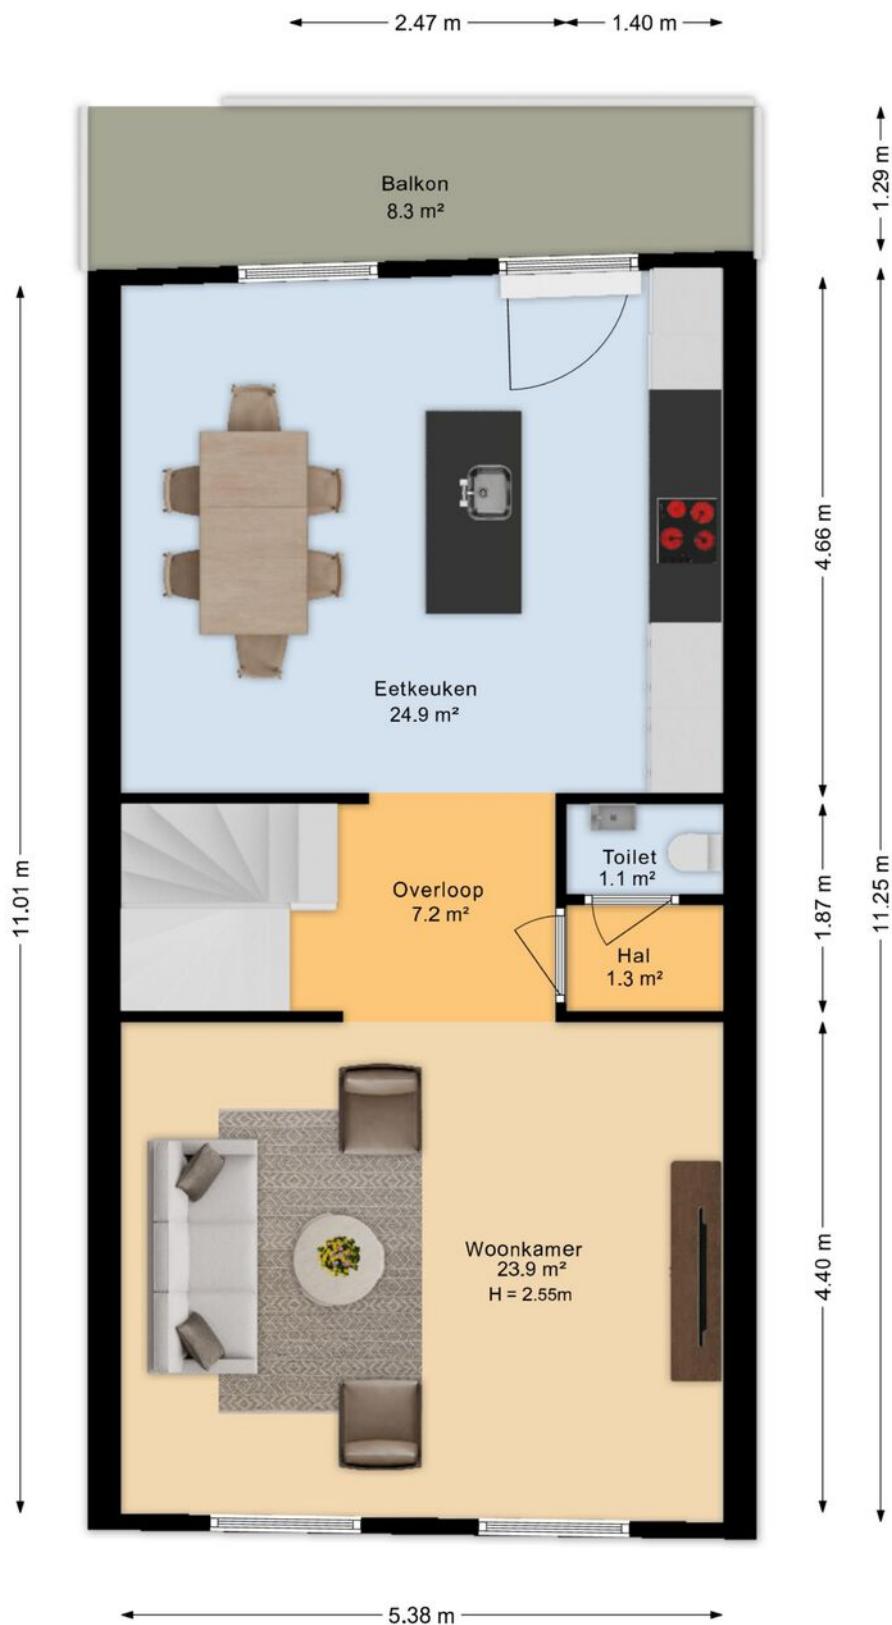 2.47 m
1.40 m
1.29 m
Balkon
8.3 m²
4.66 m
Eetkeuken
24.9 m²
11.01 m
11.25 m
Overloop
7.2 m²
Toilet
1.1 m²
1.87 m
Hal
1.3 m²
Woonkamer
23.9 m²
H = 2.55m
4.40 m
5.38 m